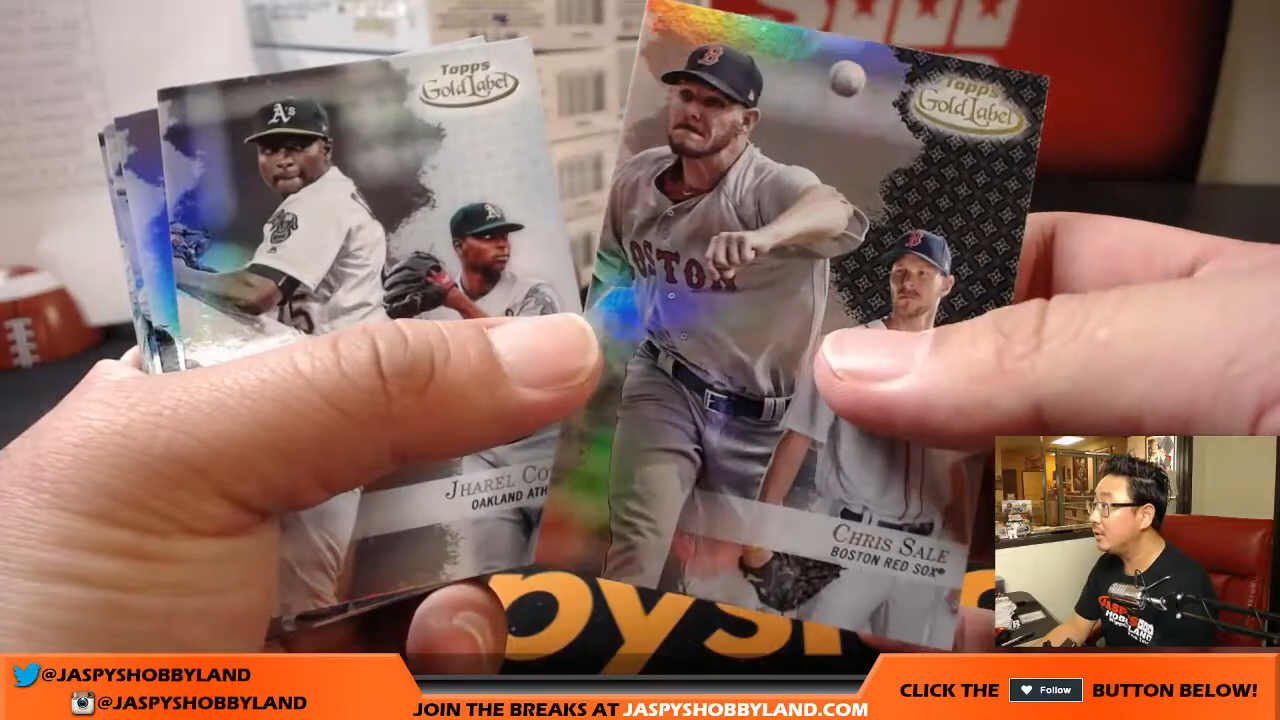 Topps
Gold Label
A's
JHAREL CO
OAKLAND ATH
Topps
Gold Label
B
BOSTON
B
CHRIS SALE
BOSTON RED SOX
@JASPYSHOBBYLAND
@JASPYSHOBBYLAND
JOIN THE BREAKS AT JASPYSHOBBYLAND.COM
CLICK THE Follow BUTTON BELOW!